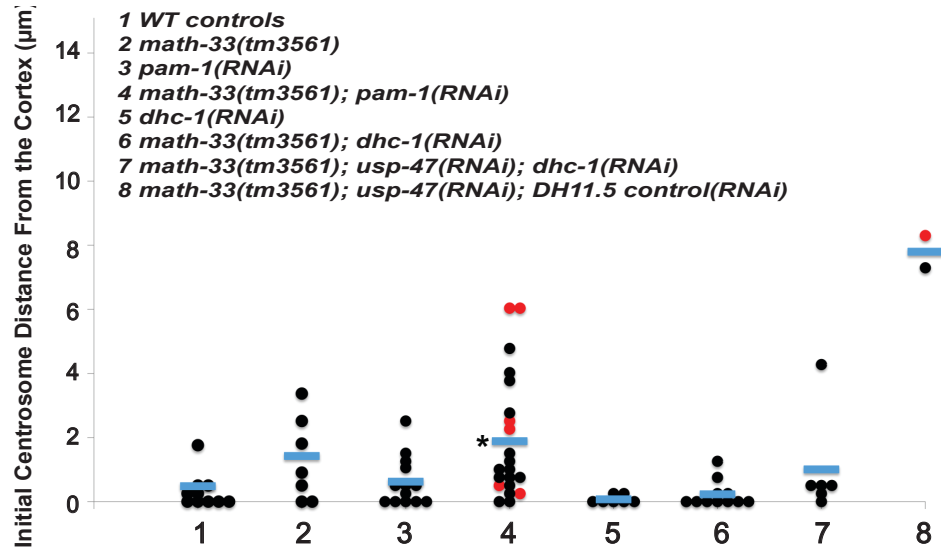 Initial Centrosome Distance From the Cortex (µm)
1 WT controls
2 math-33(tm3561)
3 pam-1(RNAi)
4 math-33(tm3561); pam-1(RNAi)
5 dhc-1(RNAi)
6 math-33(tm3561); dhc-1(RNAi)
7 math-33(tm3561); usp-47(RNAi); dhc-1(RNAi)
8 math-33(tm3561); usp-47(RNAi); DH11.5 control(RNAi)
14
12
10
8
6
4
2
*
0
1 2 3 4 5 6 7 8